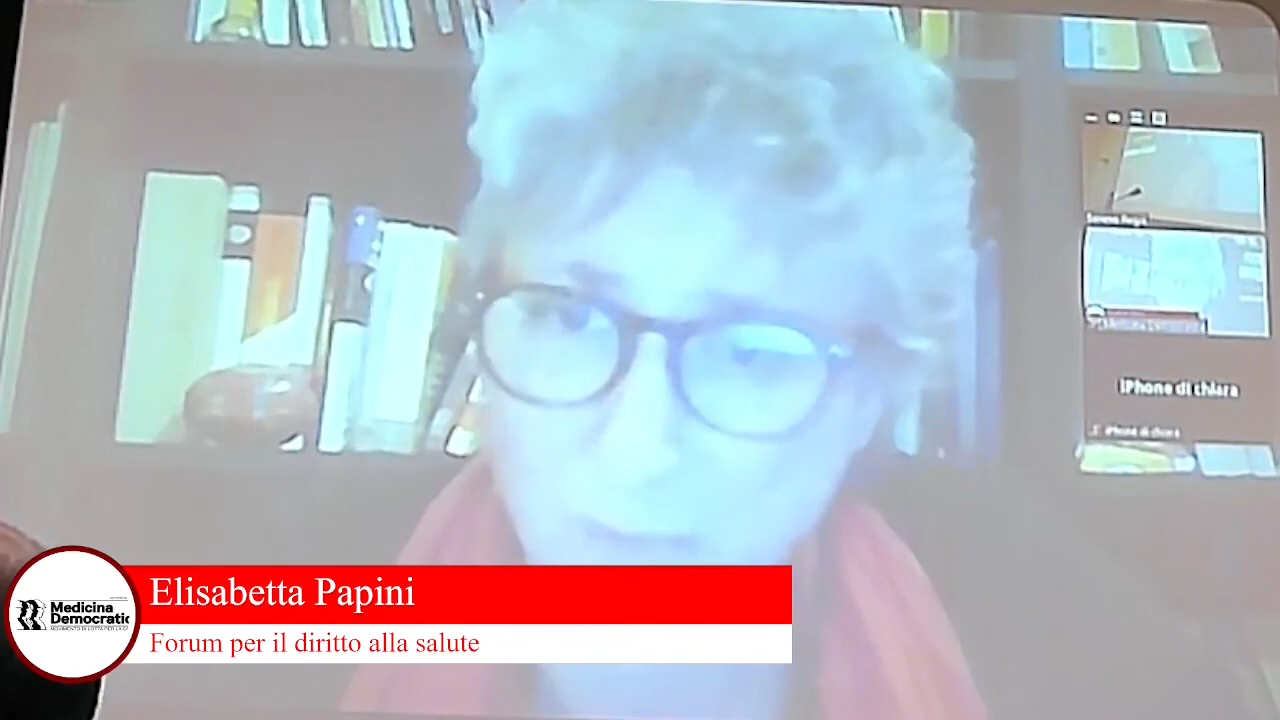 iPhone di chiara
iPhone di chiara
Elisabetta Papini
Forum per il diritto alla salute
Medicina
Democratic